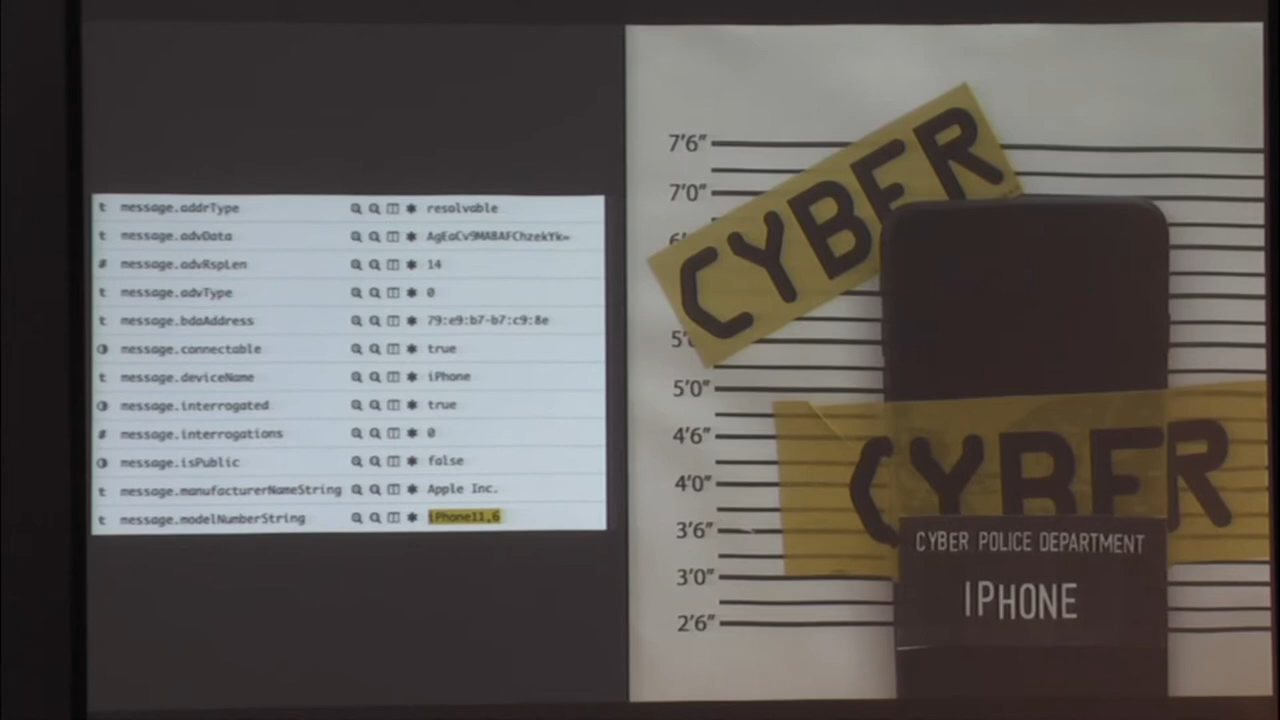 t message.addrType resolvable
t message.advData AgEaCv9MABAFChzekYk=
# message.advRspLen 14
t message.advType 0
t message.bdaAddress 79:e9:b7-b7:c9:8e
message.connectable true
t message.deviceName iPhone
message.interrogated true
# message.interrogations 0
message.isPublic false
t message.manufacturerNameString Apple Inc.
t message.modelNumberString iPhone11,6
CYBER
7'6"
7'0"
5'0"
4'6"
4'0"
3'6"
3'0"
2'6"
CYBER
CYBER POLICE DEPARTMENT
IPHONE